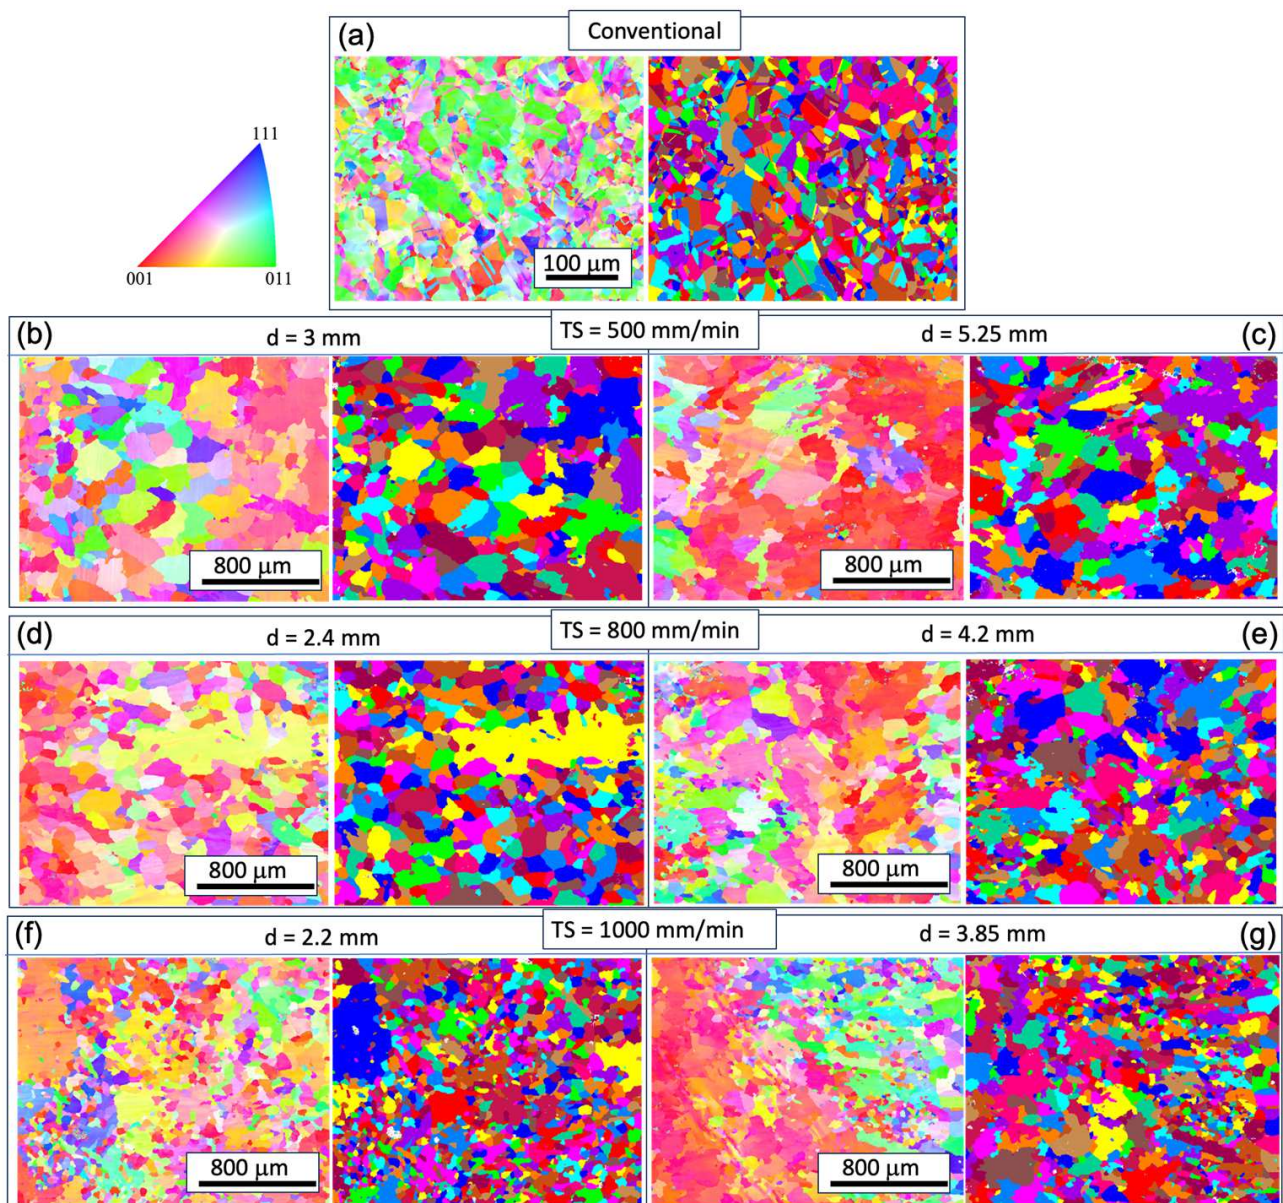 (a)
Conventional
111
001
011
100 μm
(b)
d = 3 mm
TS = 500 mm/min
d = 5.25 mm
(c)
800 μm
800 μm
(d)
d = 2.4 mm
TS = 800 mm/min
d = 4.2 mm
(e)
800 μm
800 μm
(f)
d = 2.2 mm
TS = 1000 mm/min
d = 3.85 mm
(g)
800 μm
800 μm